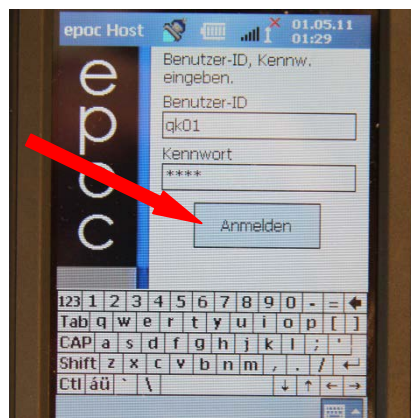 epoc Host
01.05.11
01:29
epoc
Benutzer-ID, Kennw.
eingeben.
Benutzer-ID
qk01
Kennwort
****
Anmelden
123 1 2 3 4 5 6 7 8 9 0 - =
Tab q w e r t y u i o p [ ]
CAP a s d f g h j k l ; '
Shift z x c v b n m , . /
Ctl áü ` \